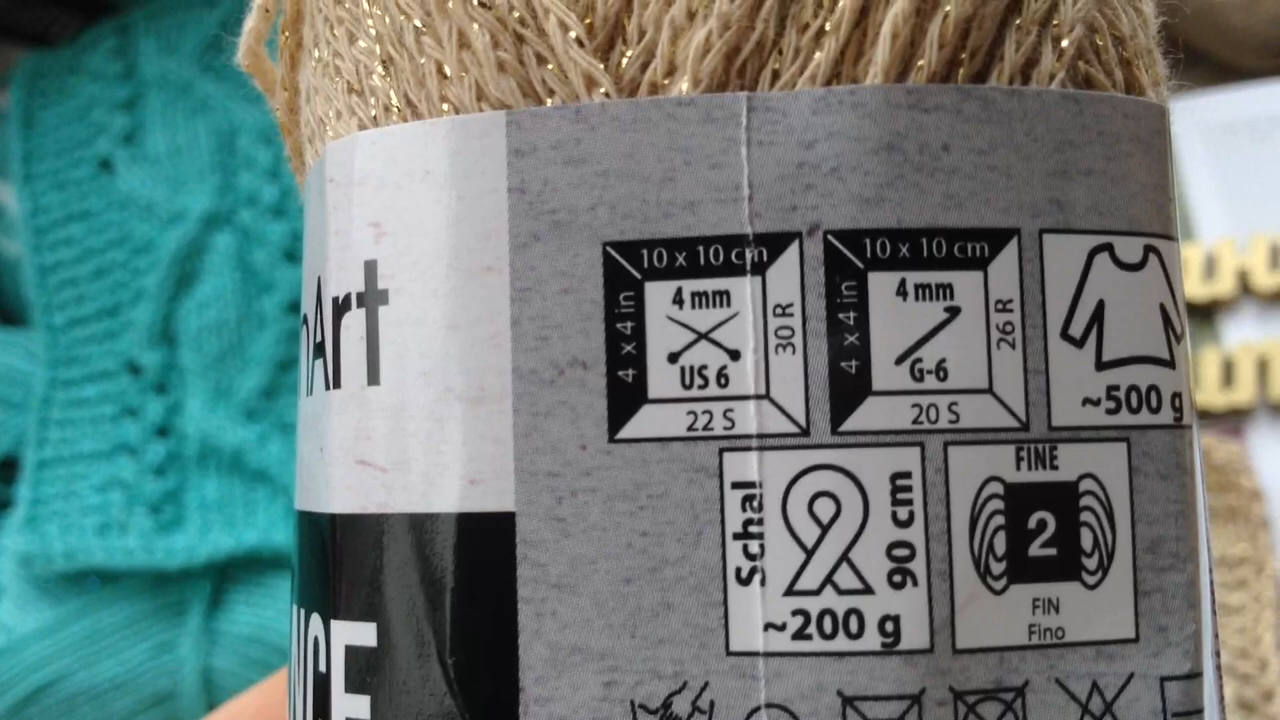 nArt
10 x 10 cm
4 x 4 in
4 mm
US 6
30 R
22 S
10 x 10 cm
4 x 4 in
4 mm
G-6
26 R
20 S
~500 g
Schal
90 cm
~200 g
FINE
2
FIN
Fino
NCE